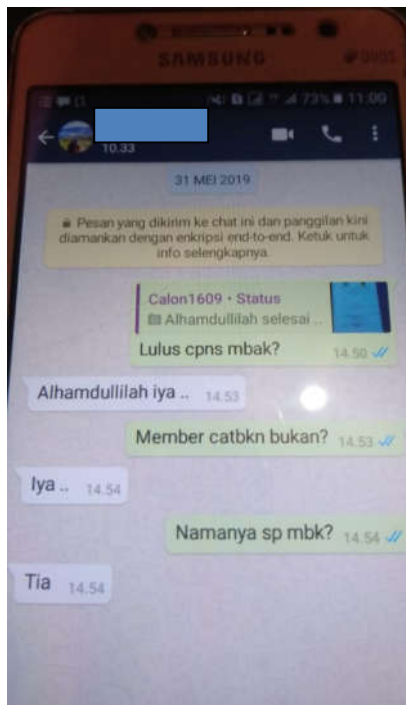 SAMSUNG
73% 11:00
10.33
31 MEI 2019
Pesan yang dikirim ke chat ini dan panggilan kini
diamankan dengan enkripsi end-to-end. Ketuk untuk
info selengkapnya.
Calon1609 • Status
Alhamdullilah selesai ..
Lulus cpns mbak? 14.50
Alhamdullilah iya .. 14.53
Member catbkn bukan? 14.53
Iya .. 14.54
Namanya sp mbk? 14.54
Tia 14.54